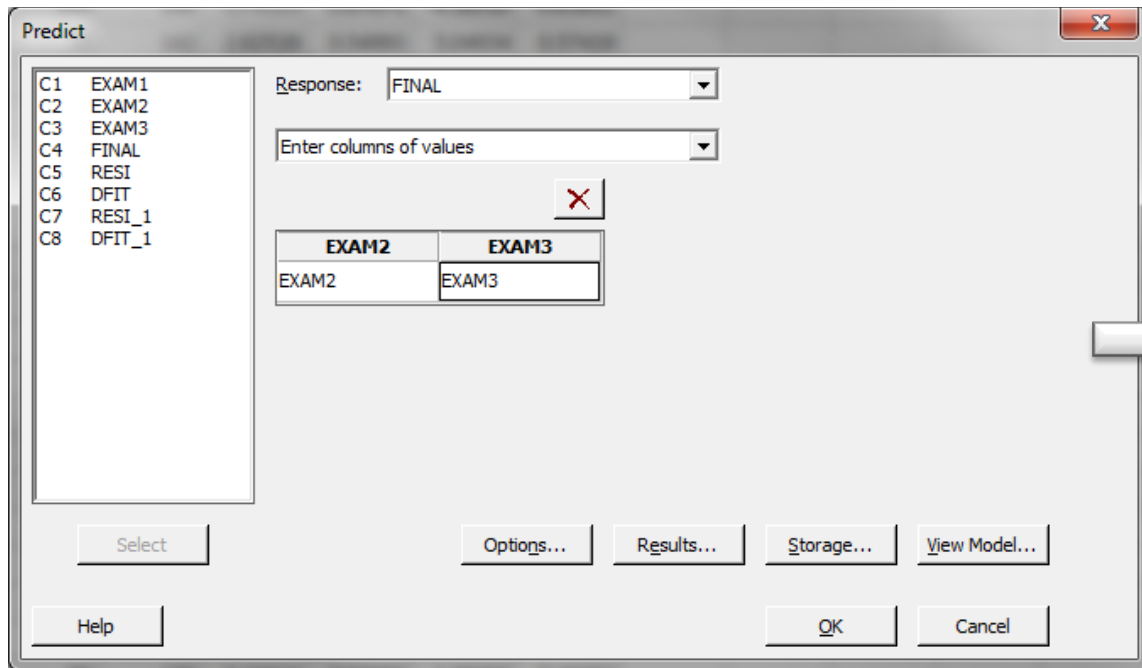 Predict
C1 EXAM1
C2 EXAM2
C3 EXAM3
C4 FINAL
C5 RESI
C6 DFIT
C7 RESI_1
C8 DFIT_1
Response: FINAL
Enter columns of values
EXAM2 EXAM3
EXAM2 EXAM3
Select
Options...
Results...
Storage...
View Model...
Help
OK
Cancel